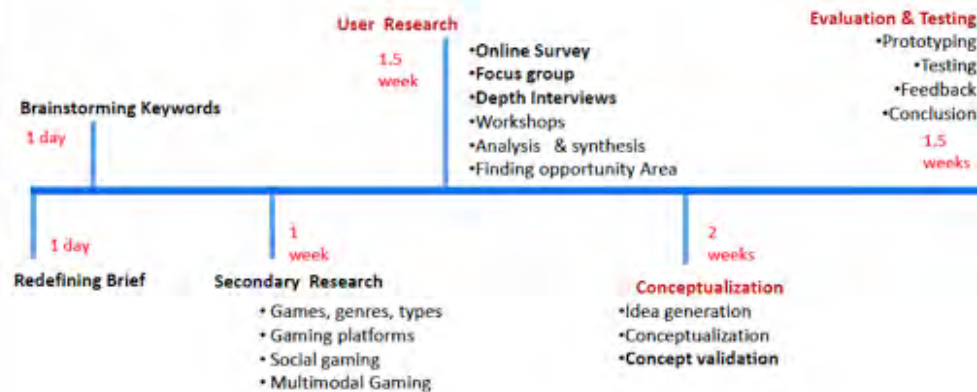 User Research
1.5
week
•Online Survey
•Focus group
•Depth Interviews
•Workshops
•Analysis & synthesis
•Finding opportunity Area
Evaluation & Testing
•Prototyping
•Testing
•Feedback
•Conclusion
1.5
weeks
Brainstorming Keywords
1 day
1 day
Redefining Brief
1
week
Secondary Research
• Games, genres, types
• Gaming platforms
• Social gaming
• Multimodal Gaming
2
weeks
Conceptualization
•Idea generation
•Conceptualization
•Concept validation